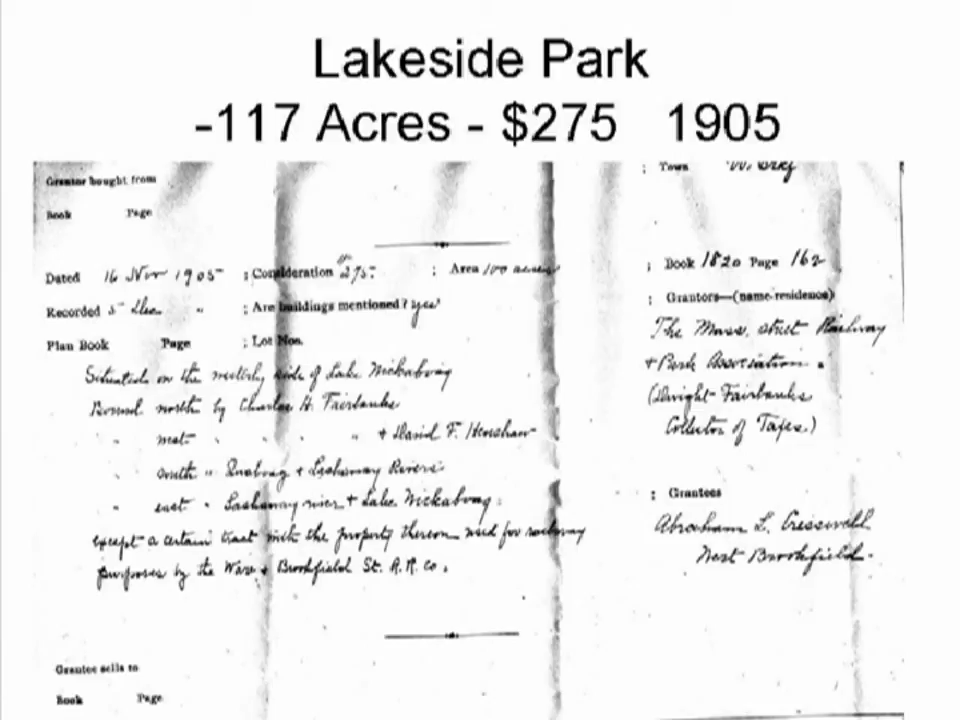 Lakeside Park
-117 Acres - $275 1905
Grantor bought from
Book Page
Dated 16 Nov 1905 ; Consideration 275. ; Area 100 acres
Recorded 5 Dec. " ; Are buildings mentioned? yes
Plan Book Page ; Lot Nos.
Situated on the westerly side of Lake Wickaboag
Bound north by Charles H. Fairbanks
" west " " " + David F. Henshaw
" south " Quaboag + Lashaway Rivers
" east " Lashaway river + Lake Wickaboag.
except a certain tract with the property thereon used for railway
purposes by the Ware + Brookfield St. R. R. Co.
Grantee sells to
Book Page
; Town W. Bkf
; Book 1820 Page 162
; Grantors—(name-residence)
The Mass. street Railway
+ Park Association.
(Dwight Fairbanks
Collector of Taxes.)
; Grantees
Abraham L. Cresswell
West Brookfield.